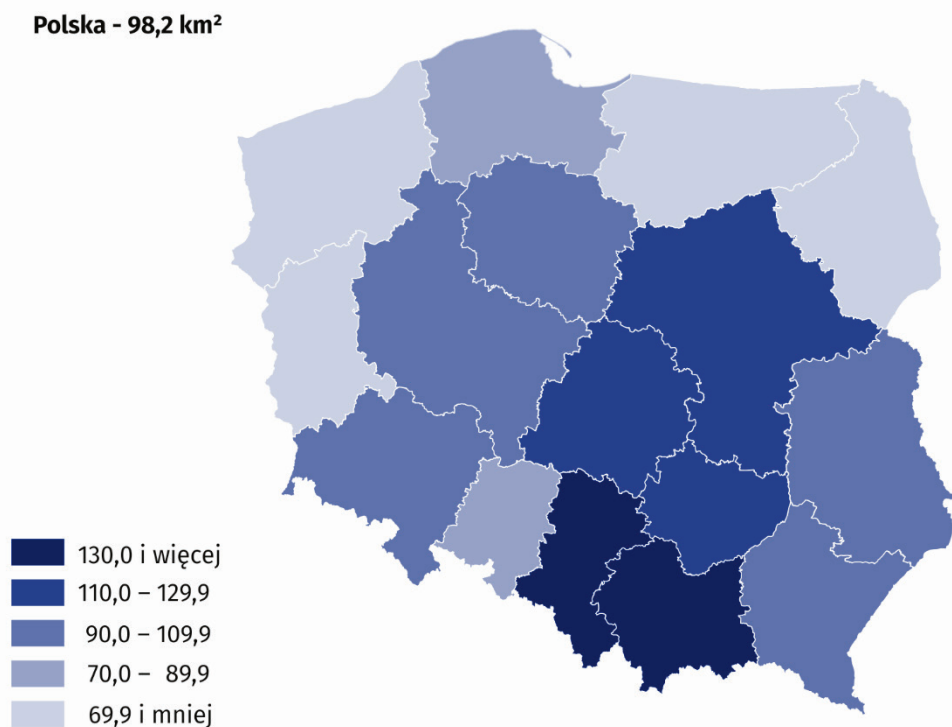 Polska - 98,2 km²
130,0 i więcej
110,0 – 129,9
90,0 – 109,9
70,0 – 89,9
69,9 i mniej